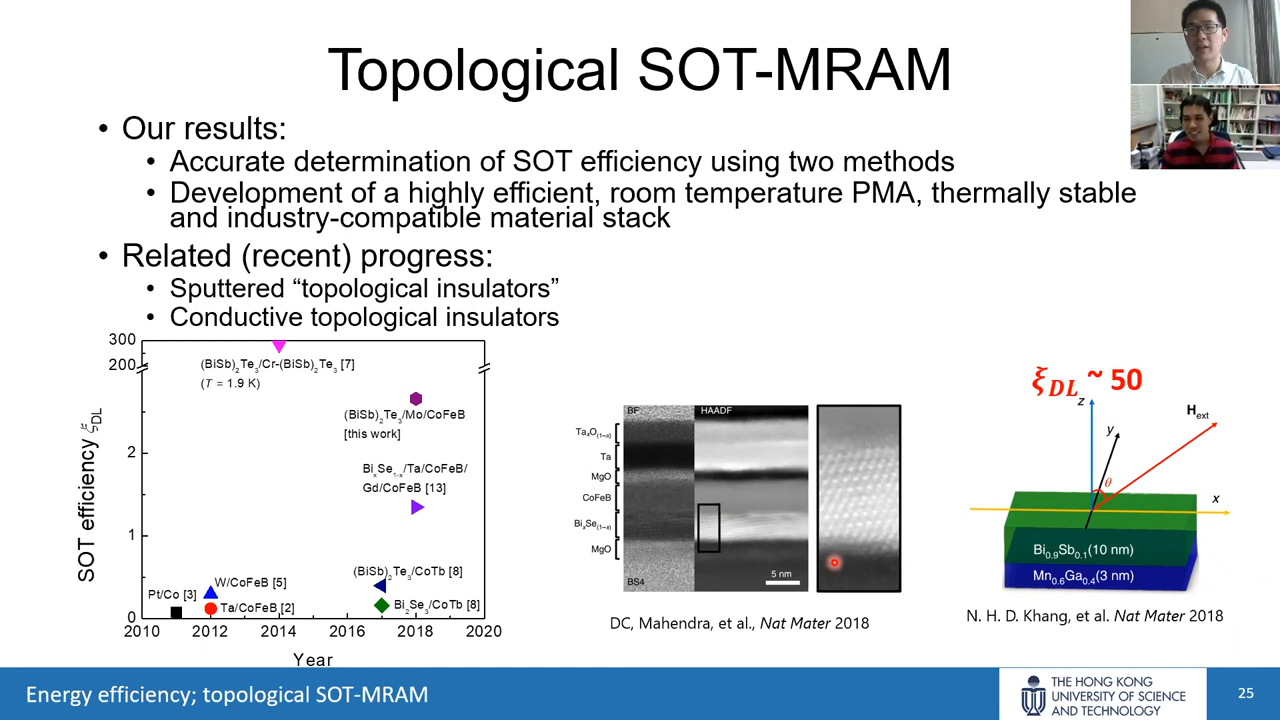 Topological SOT-MRAM
• Our results:
• Accurate determination of SOT efficiency using two methods
• Development of a highly efficient, room temperature PMA, thermally stable
and industry-compatible material stack
• Related (recent) progress:
• Sputtered “topological insulators”
• Conductive topological insulators
SOT efficiency ξDL
300
200
2
1
0
2010
2012
2014
2016
2018
2020
Year
(BiSb)2Te3/Cr-(BiSb)2Te3 [7]
(T = 1.9 K)
(BiSb)2Te3/Mo/CoFeB
[this work]
BixSe1-x/Ta/CoFeB/
Gd/CoFeB [13]
(BiSb)2Te3/CoTb [8]
W/CoFeB [5]
Pt/Co [3]
Ta/CoFeB [2]
Bi2Se3/CoTb [8]
BF
HAADF
TaxO(1−x)
Ta
MgO
CoFeB
BixSe(1−x)
MgO
BS4
5 nm
DC, Mahendra, et al., Nat Mater 2018
ξDL ~ 50
z
y
Hext
θ
x
Bi0.9Sb0.1(10 nm)
Mn0.6Ga0.4(3 nm)
N. H. D. Khang, et al. Nat Mater 2018
Energy efficiency; topological SOT-MRAM
THE HONG KONG
UNIVERSITY OF SCIENCE
AND TECHNOLOGY
25